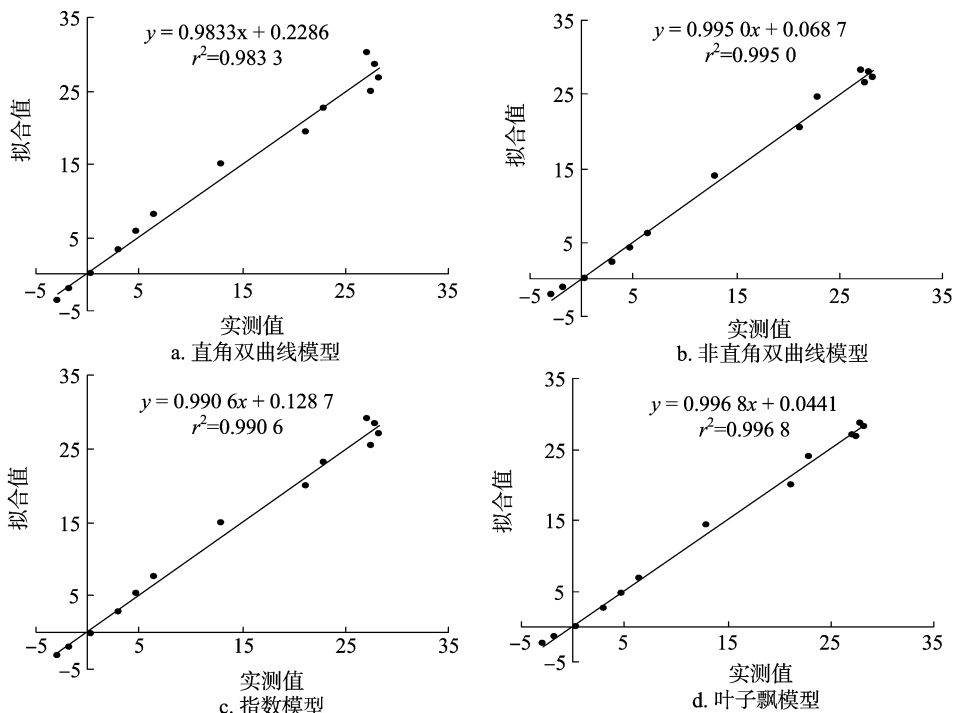 35
y = 0.9833x + 0.2286
r²=0.983 3
25
拟合值
15
5
−5 5 15 25 35
−5
实测值
a. 直角双曲线模型
35
y = 0.995 0x + 0.068 7
r²=0.995 0
25
拟合值
15
5
−5 5 15 25 35
−5
实测值
b. 非直角双曲线模型
35
y = 0.990 6x + 0.128 7
r²=0.990 6
25
拟合值
15
5
−5 5 15 25 35
−5
实测值
c. 指数模型
35
y = 0.996 8x + 0.0441
r²=0.996 8
25
拟合值
15
5
−5 5 15 25 35
−5
实测值
d. 叶子飘模型